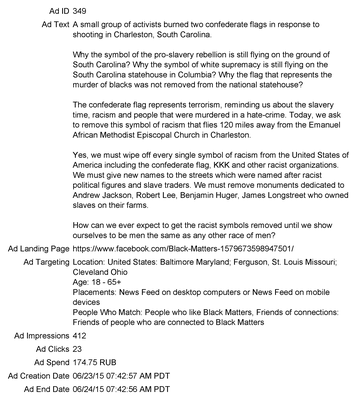 Ad ID 349
Ad Text A small group of activists burned two confederate flags in response to
shooting in Charleston, South Carolina.
Why the symbol of the pro-slavery rebellion is still flying on the ground of
South Carolina? Why the symbol of white supremacy is still flying on the
South Carolina statehouse in Columbia? Why the flag that represents the
murder of blacks was not removed from the national statehouse?
The confederate flag represents terrorism, reminding us about the slavery
time, racism and people that were murdered in a hate-crime. Today, we ask
to remove this symbol of racism that flies 120 miles away from the Emanuel
African Methodist Episcopal Church in Charleston.
Yes, we must wipe off every single symbol of racism from the United States of
America including the confederate flag, KKK and other racist organizations.
We must give new names to the streets which were named after racist
political figures and slave traders. We must remove monuments dedicated to
Andrew Jackson, Robert Lee, Benjamin Huger, James Longstreet who owned
slaves on their farms.
How can we ever expect to get the racist symbols removed until we show
ourselves to be men the same as any other race of men?
Ad Landing Page https://www.facebook.com/Black-Matters-1579673598947501/
Ad Targeting Location: United States: Baltimore Maryland; Ferguson, St. Louis Missouri;
Cleveland Ohio
Age: 18 - 65+
Placements: News Feed on desktop computers or News Feed on mobile
devices
People Who Match: People who like Black Matters, Friends of connections:
Friends of people who are connected to Black Matters
Ad Impressions 412
Ad Clicks 23
Ad Spend 174.75 RUB
Ad Creation Date 06/23/15 07:42:57 AM PDT
Ad End Date 06/24/15 07:42:56 AM PDT